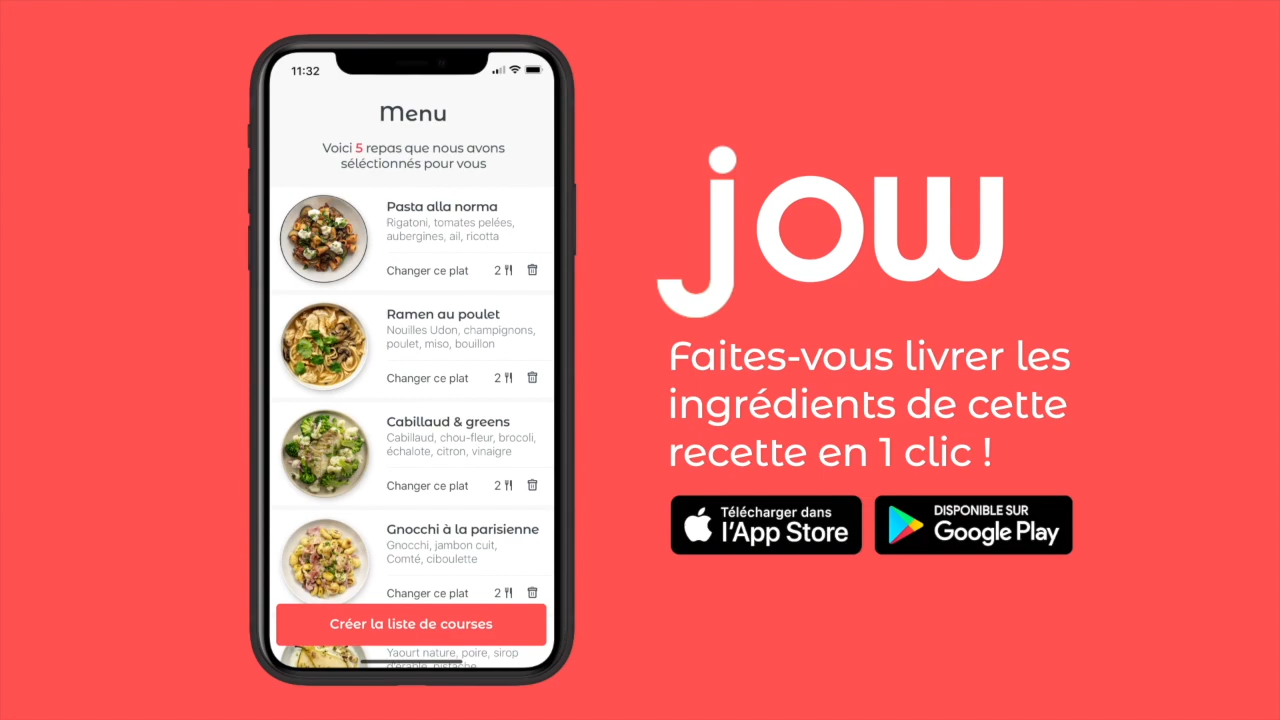 11:32
Menu
Voici 5 repas que nous avons
séléctionnés pour vous
Pasta alla norma
Rigatoni, tomates pelées,
aubergines, ail, ricotta
Changer ce plat 2
Ramen au poulet
Nouilles Udon, champignons,
poulet, miso, bouillon
Changer ce plat 2
Cabillaud & greens
Cabillaud, chou-fleur, brocoli,
échalote, citron, vinaigre
Changer ce plat 2
Gnocchi à la parisienne
Gnocchi, jambon cuit,
Comté, ciboulette
Changer ce plat 2
Créer la liste de courses
Yaourt nature, poire, sirop
d'érable, pistache
jow
Faites-vous livrer les
ingrédients de cette
recette en 1 clic !
Télécharger dans
l'App Store
DISPONIBLE SUR
Google Play